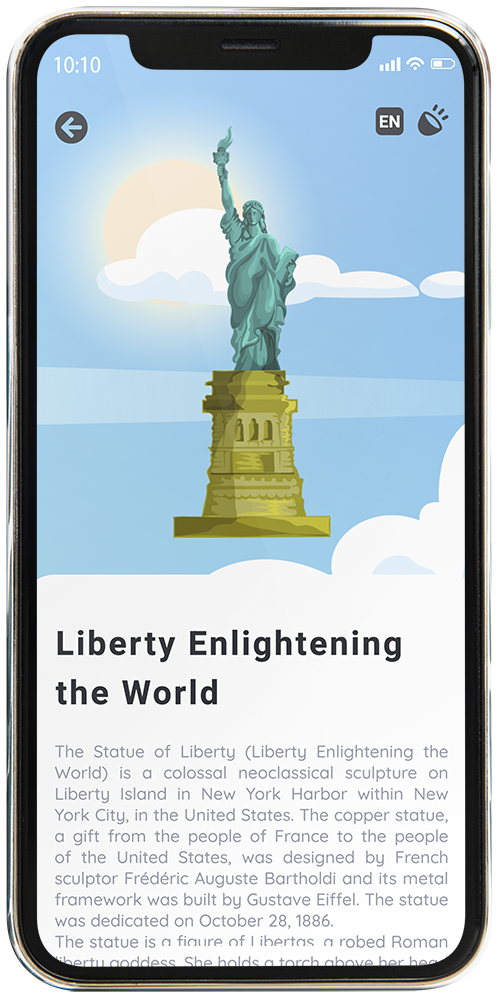 10:10
EN
Liberty Enlightening
the World
The Statue of Liberty (Liberty Enlightening the
World) is a colossal neoclassical sculpture on
Liberty Island in New York Harbor within New
York City, in the United States. The copper statue,
a gift from the people of France to the people
of the United States, was designed by French
sculptor Frédéric Auguste Bartholdi and its metal
framework was built by Gustave Eiffel. The statue
was dedicated on October 28, 1886.
The statue is a figure of Libertas, a robed Roman
liberty goddess. She holds a torch above her head